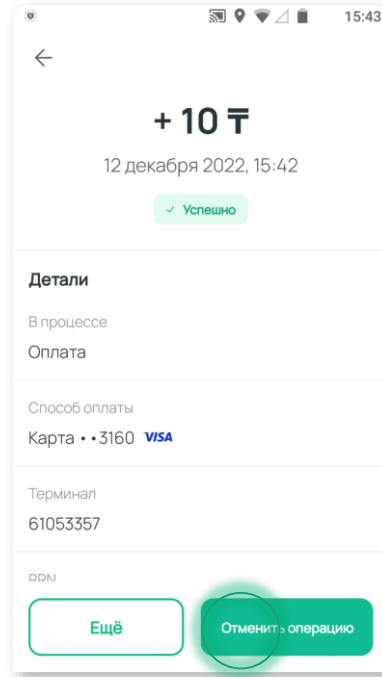 15:43
+ 10 ₸
12 декабря 2022, 15:42
Успешно
Детали
В процессе
Оплата
Способ оплаты
Карта • • 3160 VISA
Терминал
61053357
RRN
Ещё
Отменить операцию